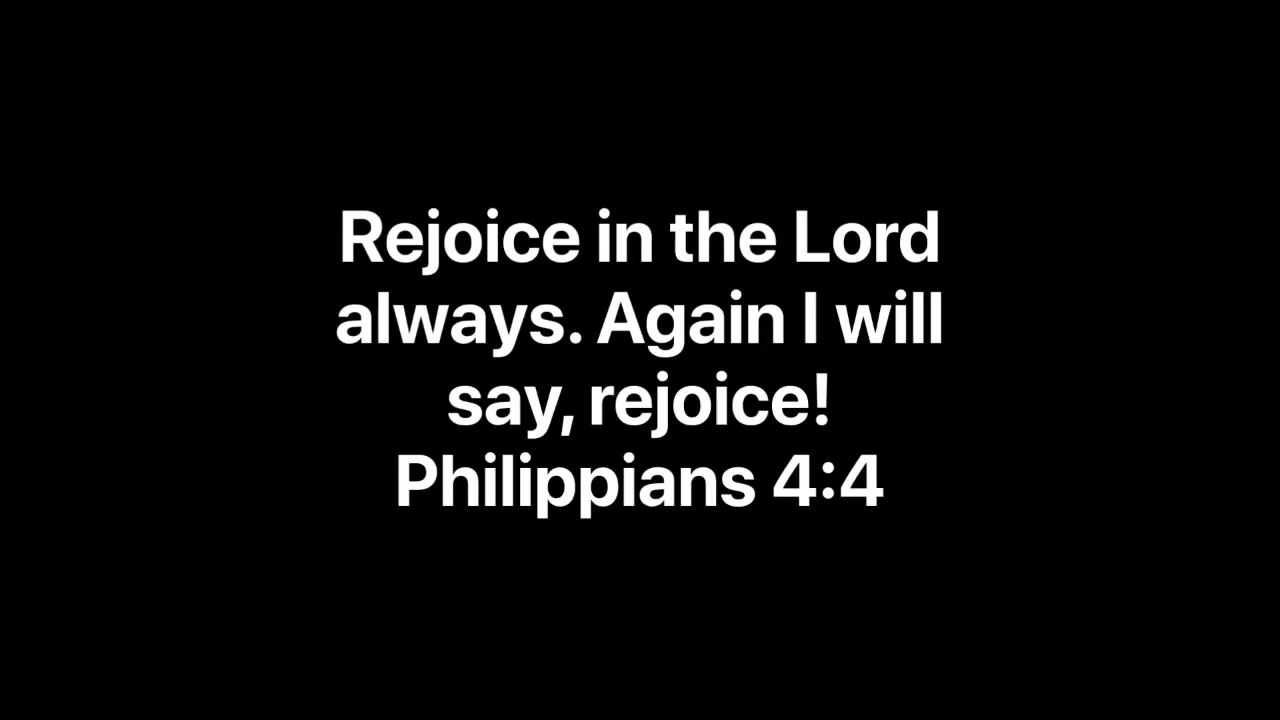 Rejoice in the Lord
always. Again I will
say, rejoice!
Philippians 4:4